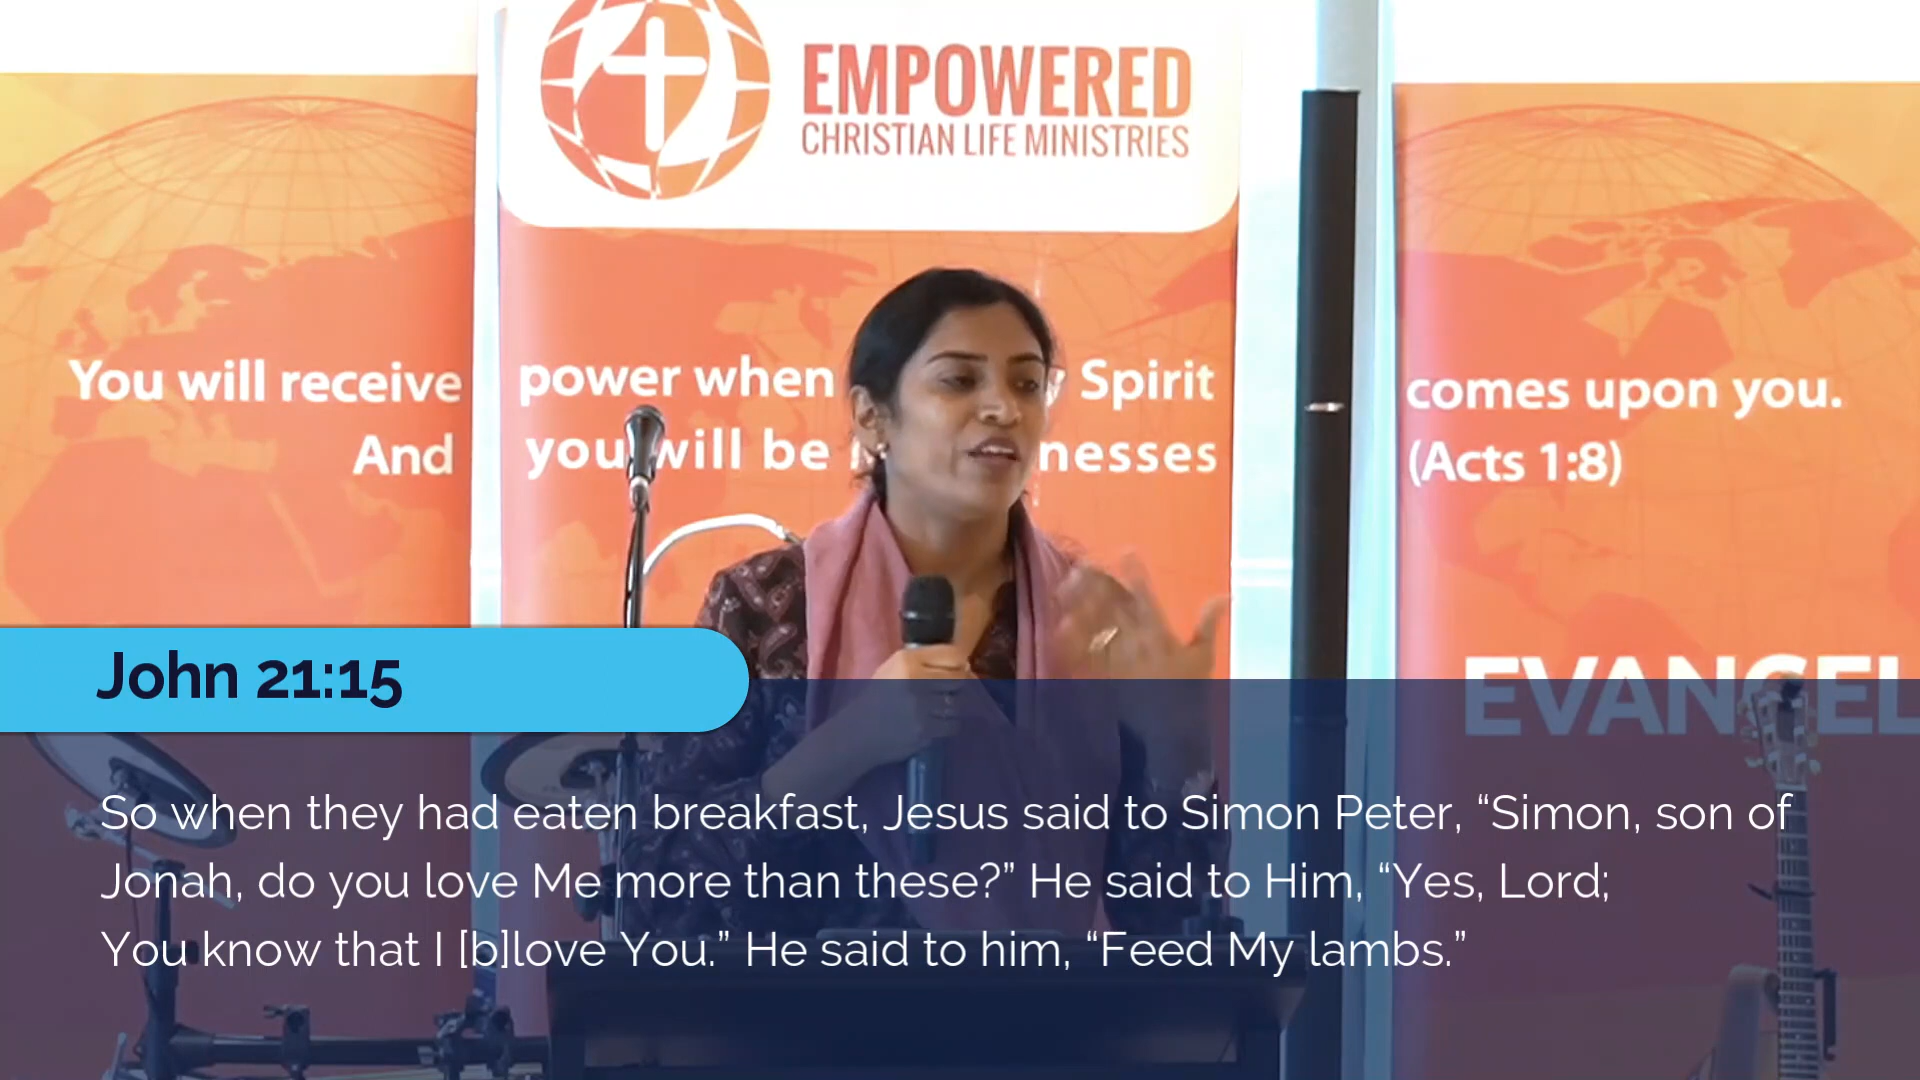 EMPOWERED
CHRISTIAN LIFE MINISTRIES
You will receive power when Spirit comes upon you.
And you will be nesses (Acts 1:8)
EVANGEL
John 21:15
So when they had eaten breakfast, Jesus said to Simon Peter, “Simon, son of
Jonah, do you love Me more than these?” He said to Him, “Yes, Lord;
You know that I [b]love You.” He said to him, “Feed My lambs.”